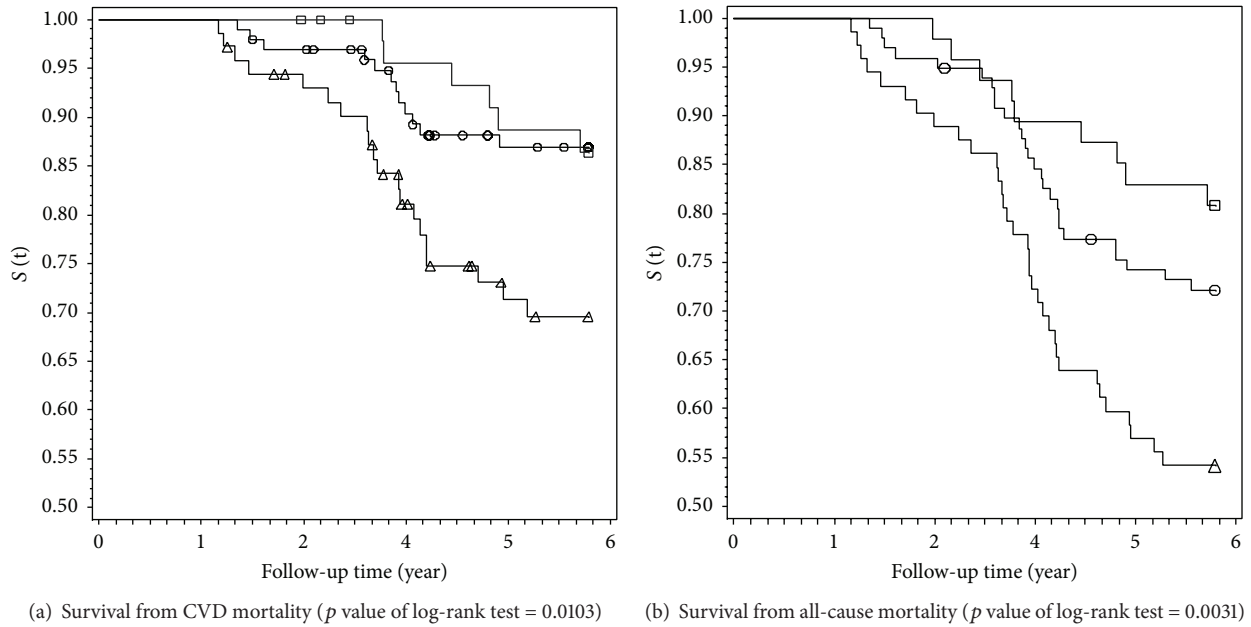 1.00
0.95
0.90
0.85
0.80
0.75
0.70
0.65
0.60
0.55
0.50
S (t)
0 1 2 4 5 6
Follow-up time (year)
(a) Survival from CVD mortality (p value of log-rank test = 0.0103)
1.00
0.95
0.90
0.85
0.80
0.75
0.70
0.65
0.60
0.55
0.50
S (t)
0 1 2 4 5 6
Follow-up time (year)
(b) Survival from all-cause mortality (p value of log-rank test = 0.0031)